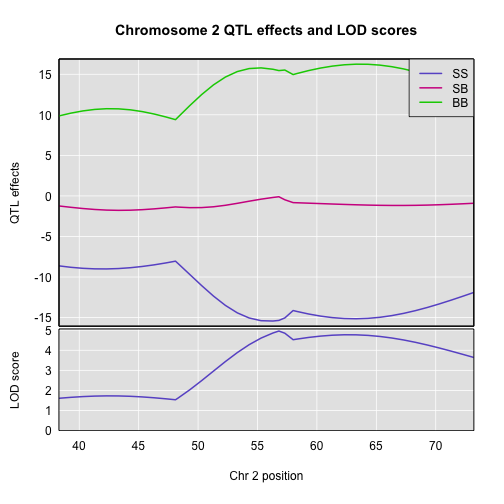 Chromosome 2 QTL effects and LOD scores
SS
SB
BB
15
10
5
0
-5
-10
-15
QTL effects
5
4
3
2
1
0
LOD score
40 45 50 55 60 65 70
Chr 2 position